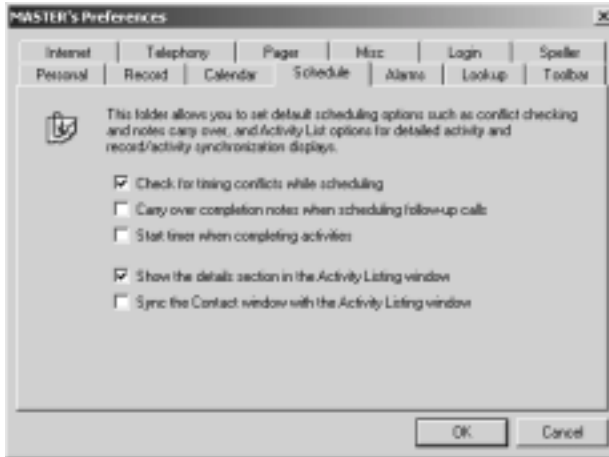 MASTER's Preferences
Internet Telephony Pager Misc Login Speller
Personal Record Calendar Schedule Alarms Lookup Toolbar
This folder allows you to set default scheduling options such as conflict checking
and notes carry over, and Activity List options for detailed activity and
record/activity synchronization displays.
Check for timing conflicts while scheduling
Carry over completion notes when scheduling follow-up calls
Start timer when completing activities
Show the details section in the Activity Listing window
Sync the Contact window with the Activity Listing window
OK Cancel